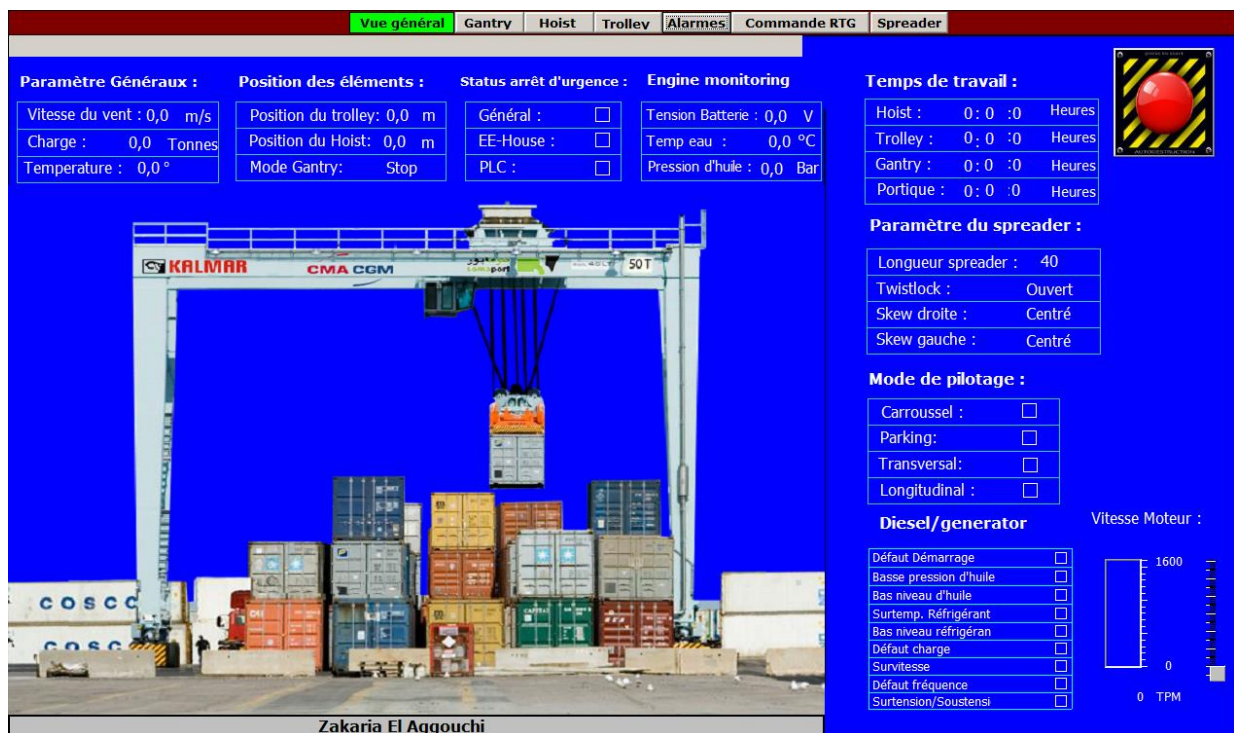 Vue général Gantry Hoist Trolley Alarmes Commande RTG Spreader
Paramètre Généraux :
Vitesse du vent : 0,0 m/s
Charge : 0,0 Tonnes
Temperature : 0,0 °
Position des éléments :
Position du trolley: 0,0 m
Position du Hoist: 0,0 m
Mode Gantry: Stop
Status arrêt d'urgence :
Général :
EE-House :
PLC :
Engine monitoring
Tension Batterie : 0,0 V
Temp eau : 0,0 °C
Pression d'huile : 0,0 Bar
Temps de travail :
Hoist : 0: 0 :0 Heures
Trolley : 0: 0 :0 Heures
Gantry : 0: 0 :0 Heures
Portique : 0: 0 :0 Heures
Paramètre du spreader :
Longueur spreader : 40
Twistlock : Ouvert
Skew droite : Centré
Skew gauche : Centré
Mode de pilotage :
Carroussel :
Parking:
Transversal:
Longitudinal :
Diesel/generator
Défaut Démarrage
Basse pression d'huile
Bas niveau d'huile
Surtemp. Réfrigérant
Bas niveau réfrigéran
Défaut charge
Survitesse
Défaut fréquence
Surtension/Soustensi
Vitesse Moteur :
1600
0
0 TPM
KALMAR
CMA CGM
somaport
50T
COSCO
COSCO
CAPITAL
Zakaria El Aggouchi